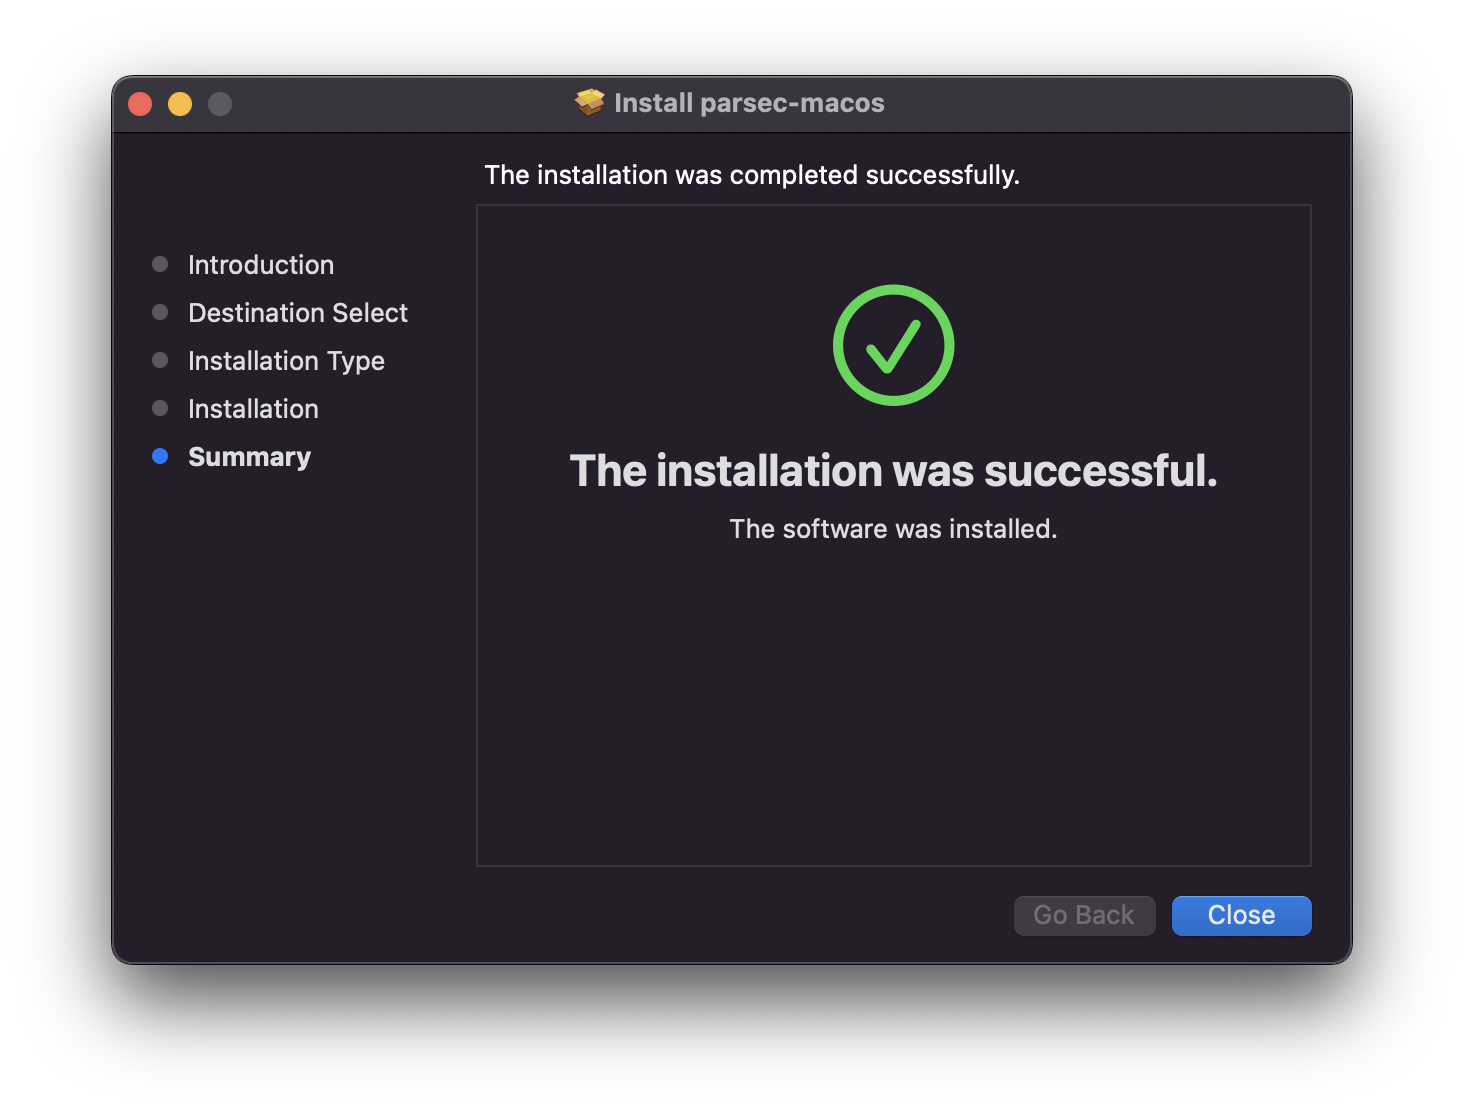 Install parsec-macos
The installation was completed successfully.
Introduction
Destination Select
Installation Type
Installation
Summary
The installation was successful.
The software was installed.
Go Back
Close